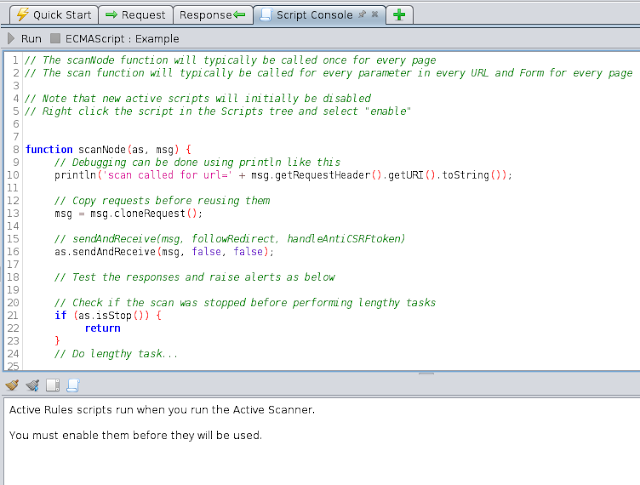 Quick Start Request Response Script Console
Run ECMAScript : Example
1 // The scanNode function will typically be called once for every page
2 // The scan function will typically be called for every parameter in every URL and Form for every page
3
4 // Note that new active scripts will initially be disabled
5 // Right click the script in the Scripts tree and select "enable"
6
7
8 function scanNode(as, msg) {
9 // Debugging can be done using println like this
10 println('scan called for url=' + msg.getRequestHeader().getURI().toString());
11
12 // Copy requests before reusing them
13 msg = msg.cloneRequest();
14
15 // sendAndReceive(msg, followRedirect, handleAntiCSRFtoken)
16 as.sendAndReceive(msg, false, false);
17
18 // Test the responses and raise alerts as below
19
20 // Check if the scan was stopped before performing lengthy tasks
21 if (as.isStop()) {
22 return
23 }
24 // Do lengthy task...
25
Active Rules scripts run when you run the Active Scanner.
You must enable them before they will be used.